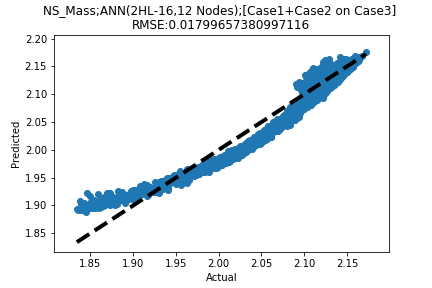 NS_Mass;ANN(2HL-16,12 Nodes);[Case1+Case2 on Case3]
RMSE:0.01799657380997116
2.20
2.15
2.10
2.05
2.00
1.95
1.90
1.85
Predicted
1.85 1.90 1.95 2.00 2.05 2.10 2.15
Actual